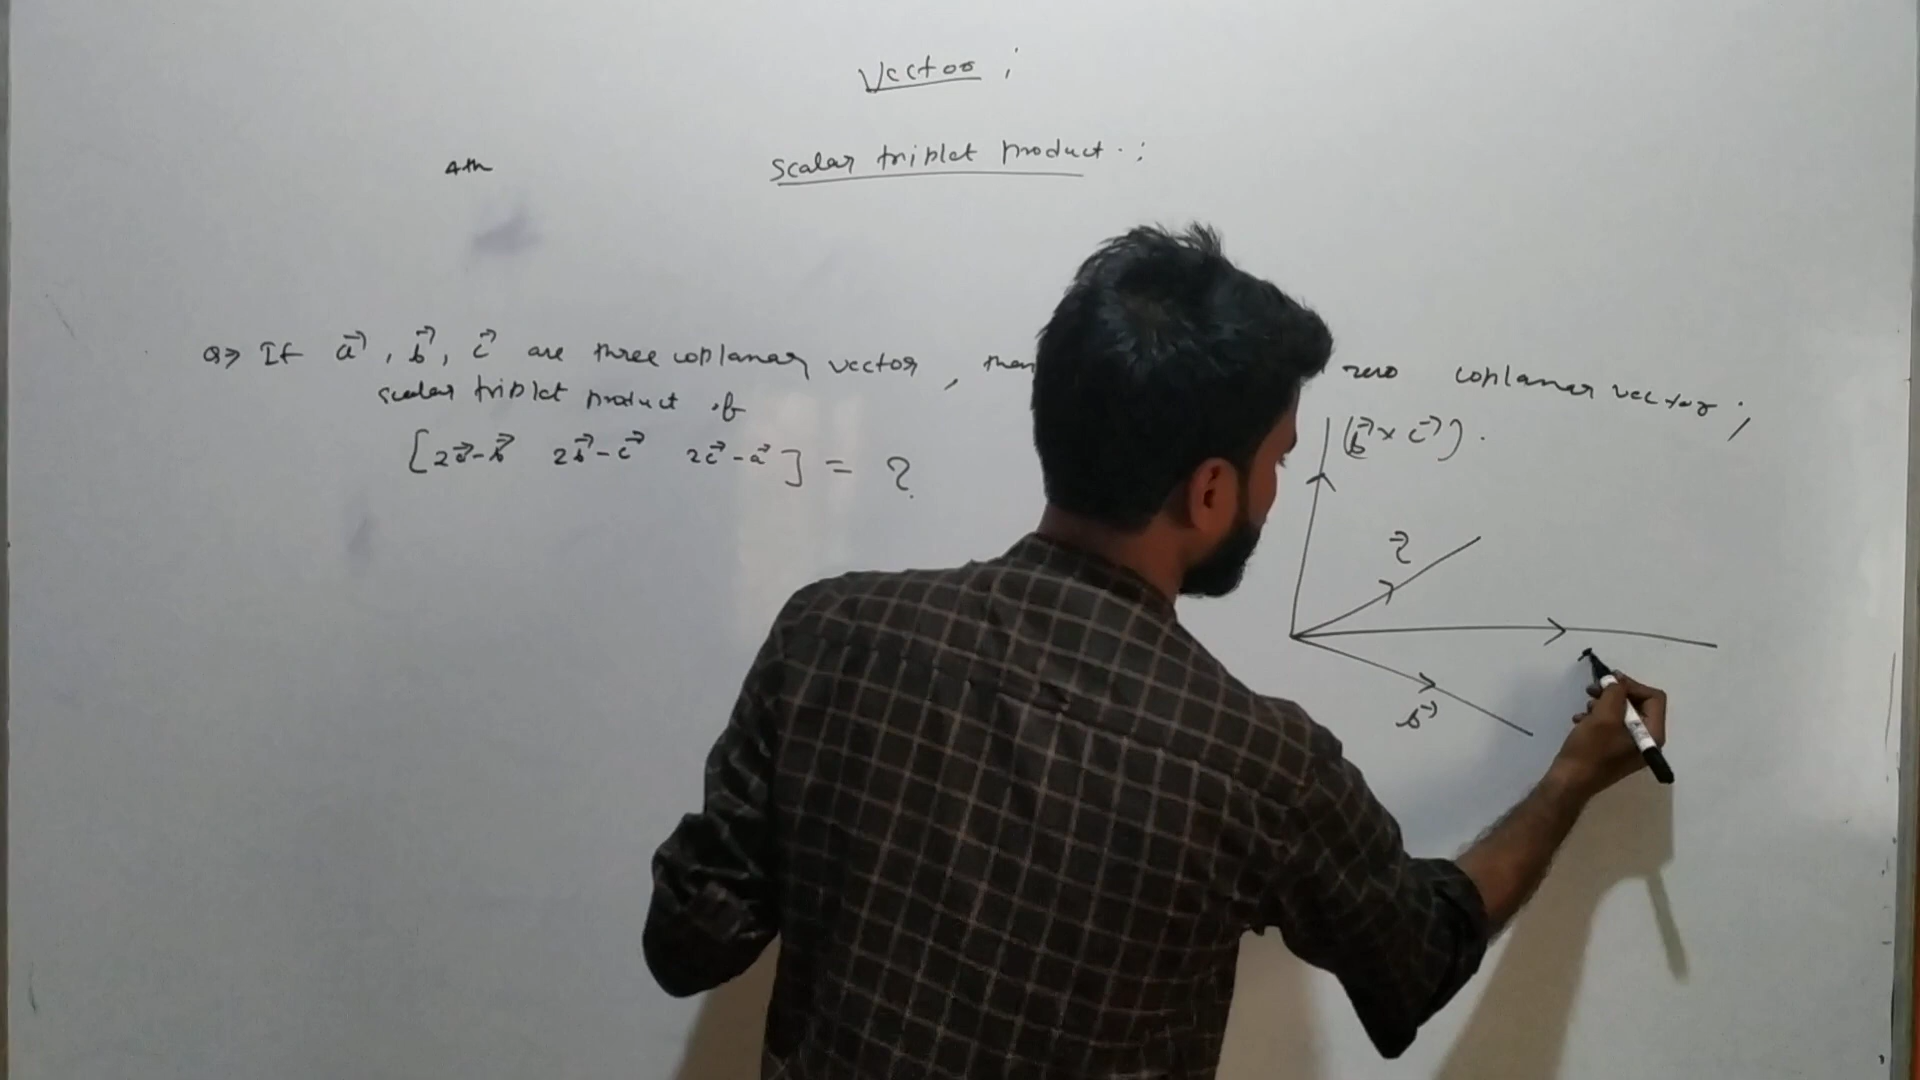 Vector ;
4th
Scalar triplet product . ;
Q⇒ If a⃗ , b⃗ , c⃗ are three coplanar vector , then
scalar triplet product of
[ 2a⃗-b⃗ 2b⃗-c⃗ 2c⃗-a⃗ ] = ?
zero coplanar vector ;
(b⃗ × c⃗) .
c⃗
b⃗